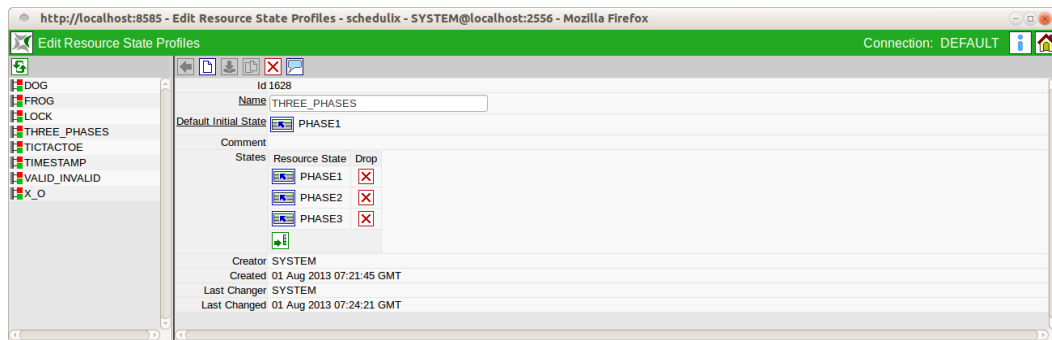 http://localhost:8585 - Edit Resource State Profiles - schedulix - SYSTEM@localhost:2556 - Mozilla Firefox
Edit Resource State Profiles
Connection: DEFAULT
DOG
FROG
LOCK
THREE_PHASES
TICTACTOE
TIMESTAMP
VALID_INVALID
X_O
Id 1628
Name THREE_PHASES
Default Initial State PHASE1
Comment
States Resource State Drop
PHASE1
PHASE2
PHASE3
Creator SYSTEM
Created 01 Aug 2013 07:21:45 GMT
Last Changer SYSTEM
Last Changed 01 Aug 2013 07:24:21 GMT